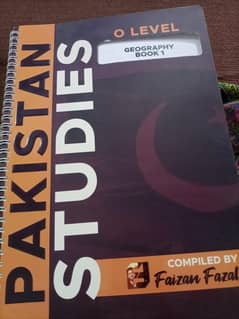 PAKISTAN
STUDIES
O LEVEL
GEOGRAPHY
BOOK 1
COMPILED BY
Faizan Fazal